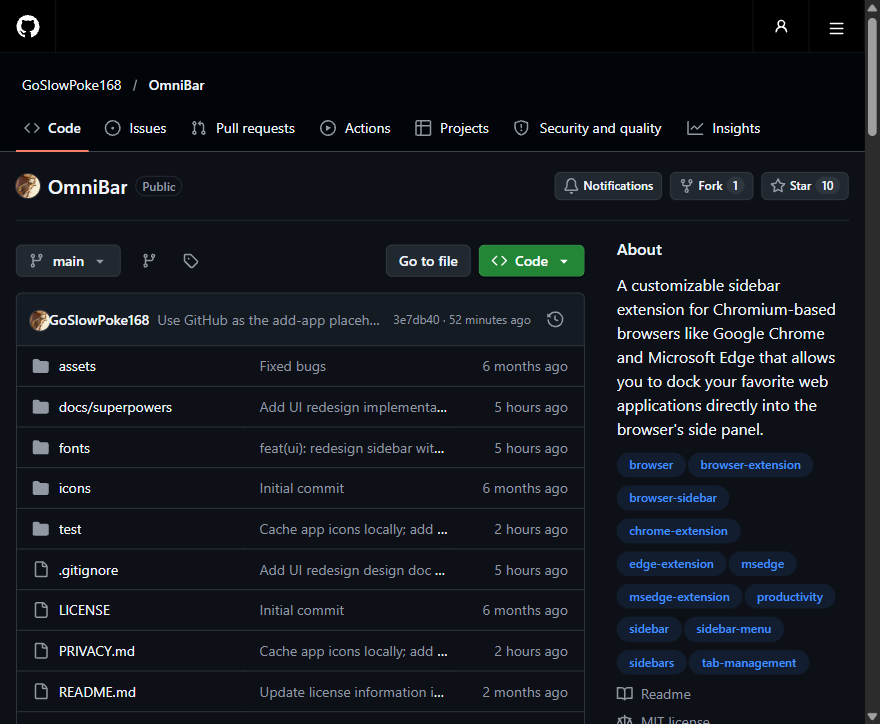 GoSlowPoke168 / OmniBar
Code Issues Pull requests Actions Projects Security and quality Insights
OmniBar Public Notifications Fork 1 Star 10
main Go to file Code
GoSlowPoke168 Use GitHub as the add-app placeh... 3e7db40 · 52 minutes ago
assets Fixed bugs 6 months ago
docs/superpowers Add UI redesign implementa... 5 hours ago
fonts feat(ui): redesign sidebar wit... 5 hours ago
icons Initial commit 6 months ago
test Cache app icons locally; add ... 2 hours ago
.gitignore Add UI redesign design doc ... 5 hours ago
LICENSE Initial commit 6 months ago
PRIVACY.md Cache app icons locally; add ... 2 hours ago
README.md Update license information i... 2 months ago
About
A customizable sidebar
extension for Chromium-based
browsers like Google Chrome
and Microsoft Edge that allows
you to dock your favorite web
applications directly into the
browser's side panel.
browser browser-extension
browser-sidebar
chrome-extension
edge-extension msedge
msedge-extension productivity
sidebar sidebar-menu
sidebars tab-management
Readme
MIT license